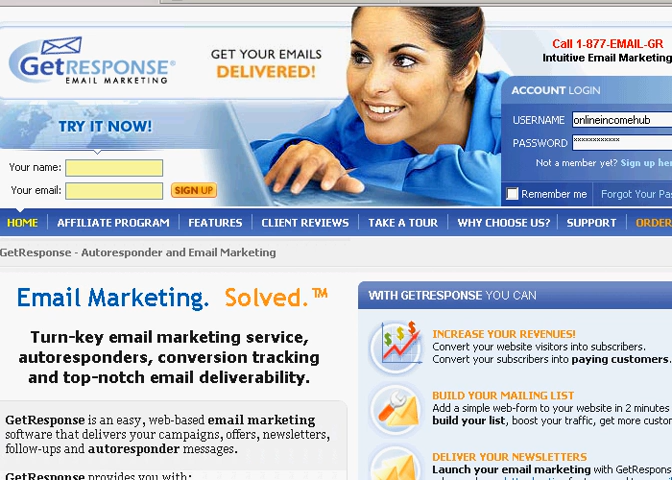 GETRESPONSE®
EMAIL MARKETING
GET YOUR EMAILS
DELIVERED!
Call 1-877-EMAIL-GR
Intuitive Email Marketing
TRY IT NOW!
Your name:
Your email:
SIGN UP
ACCOUNT LOGIN
USERNAME onlineincomehub
PASSWORD ************
Not a member yet? Sign up
Remember me Forgot Your
HOME AFFILIATE PROGRAM FEATURES CLIENT REVIEWS TAKE A TOUR WHY CHOOSE US? SUPPORT ORDER
GetResponse - Autoresponder and Email Marketing
Email Marketing. Solved.™
Turn-key email marketing service,
autoresponders, conversion tracking
and top-notch email deliverability.
GetResponse is an easy, web-based email marketing
software that delivers your campaigns, offers, newsletters,
follow-ups and autoresponder messages.
GetResponse provides you with:
WITH GETRESPONSE YOU CAN
INCREASE YOUR REVENUES!
Convert your website visitors into subscribers.
Convert your subscribers into paying customers.
BUILD YOUR MAILING LIST
Add a simple web-form to your website in 2 minutes
build your list, boost your traffic, get more
DELIVER YOUR NEWSLETTERS
Launch your email marketing with